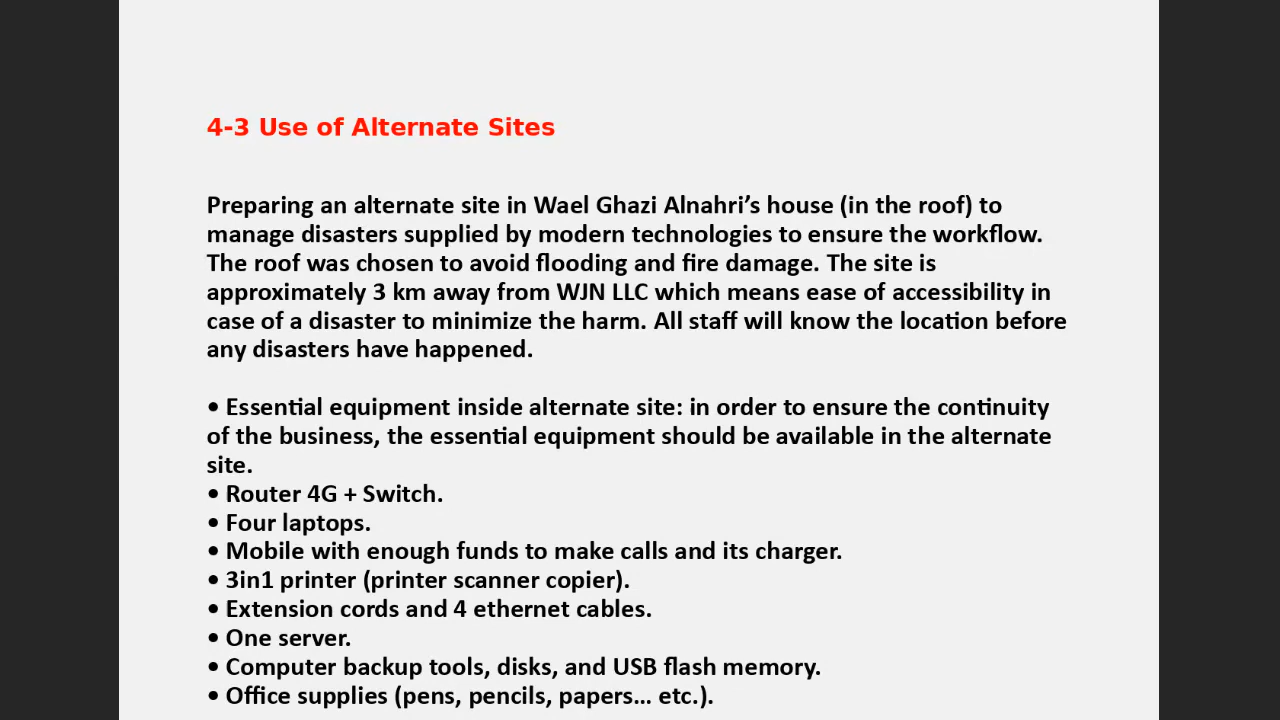 4-3 Use of Alternate Sites
Preparing an alternate site in Wael Ghazi Alnahri’s house (in the roof) to
manage disasters supplied by modern technologies to ensure the workflow.
The roof was chosen to avoid flooding and fire damage. The site is
approximately 3 km away from WJN LLC which means ease of accessibility in
case of a disaster to minimize the harm. All staff will know the location before
any disasters have happened.
• Essential equipment inside alternate site: in order to ensure the continuity
of the business, the essential equipment should be available in the alternate
site.
• Router 4G + Switch.
• Four laptops.
• Mobile with enough funds to make calls and its charger.
• 3in1 printer (printer scanner copier).
• Extension cords and 4 ethernet cables.
• One server.
• Computer backup tools, disks, and USB flash memory.
• Office supplies (pens, pencils, papers... etc.).